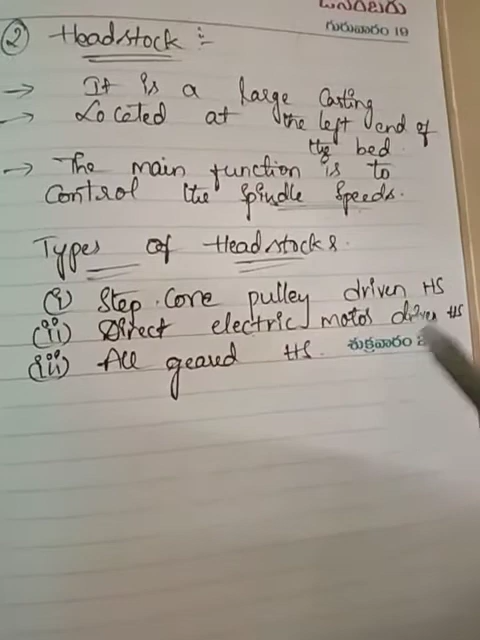 జనవరి
గురువారం 19
② Headstock :-
→ It is a large Casting
→ Located at the left end of
the bed.
→ The main function is to
Control the Spindle Speeds.
Types of Headstocks.
(i) Step Cone pulley driven HS
(ii) Direct electric motor driven HS
(iii) All geared HS.
శుక్రవారం 2